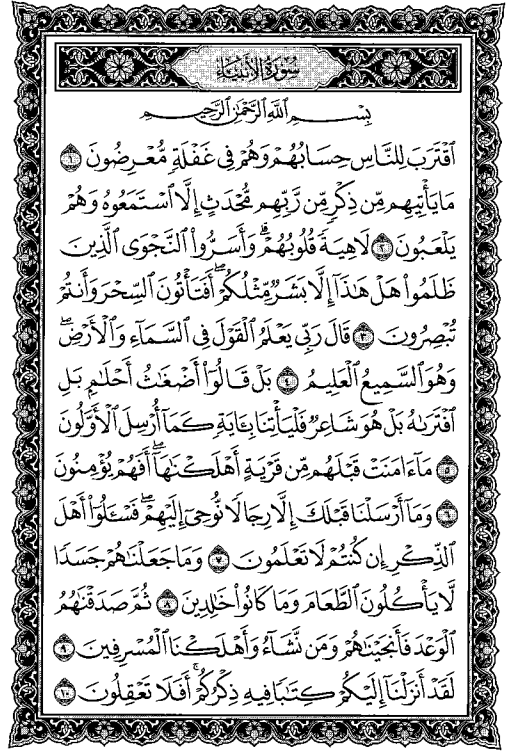 سُورَةُ الأَنبِيَاءِ
بِسْمِ ٱللَّهِ ٱلرَّحْمَٰنِ ٱلرَّحِيمِ
ٱقْتَرَبَ لِلنَّاسِ حِسَابُهُمْ وَهُمْ فِي غَفْلَةٍ مُّعْرِضُونَ ١
مَا يَأْتِيهِم مِّن ذِكْرٍ مِّن رَّبِّهِم مُّحْدَثٍ إِلَّا ٱسْتَمَعُوهُ وَهُمْ
يَلْعَبُونَ ٢ لَاهِيَةً قُلُوبُهُمْ ۗ وَأَسَرُّوا۟ ٱلنَّجْوَى ٱلَّذِينَ
ظَلَمُوا۟ هَلْ هَٰذَآ إِلَّا بَشَرٌ مِّثْلُكُمْ ۖ أَفَتَأْتُونَ ٱلسِّحْرَ وَأَنتُمْ
تُبْصِرُونَ ٣ قَالَ رَبِّي يَعْلَمُ ٱلْقَوْلَ فِي ٱلسَّمَآءِ وَٱلْأَرْضِ ۖ
وَهُوَ ٱلسَّمِيعُ ٱلْعَلِيمُ ٤ بَلْ قَالُوٓا۟ أَضْغَٰثُ أَحْلَٰمٍۭ بَلِ
ٱفْتَرَىٰهُ بَلْ هُوَ شَاعِرٌ فَلْيَأْتِنَا بِـَٔايَةٍ كَمَآ أُرْسِلَ ٱلْأَوَّلُونَ
٥ مَآ ءَامَنَتْ قَبْلَهُم مِّن قَرْيَةٍ أَهْلَكْنَٰهَآ ۖ أَفَهُمْ يُؤْمِنُونَ
٦ وَمَآ أَرْسَلْنَا قَبْلَكَ إِلَّا رِجَالًا نُّوحِىٓ إِلَيْهِمْ ۖ فَسْـَٔلُوٓا۟ أَهْلَ
ٱلذِّكْرِ إِن كُنتُمْ لَا تَعْلَمُونَ ٧ وَمَا جَعَلْنَٰهُمْ جَسَدًا
لَّا يَأْكُلُونَ ٱلطَّعَامَ وَمَا كَانُوا۟ خَٰلِدِينَ ٨ ثُمَّ صَدَقْنَٰهُمُ
ٱلْوَعْدَ فَأَنجَيْنَٰهُمْ وَمَن نَّشَآءُ وَأَهْلَكْنَا ٱلْمُسْرِفِينَ ٩
لَقَدْ أَنزَلْنَآ إِلَيْكُمْ كِتَٰبًا فِيهِ ذِكْرُكُمْ ۖ أَفَلَا تَعْقِلُونَ ١٠